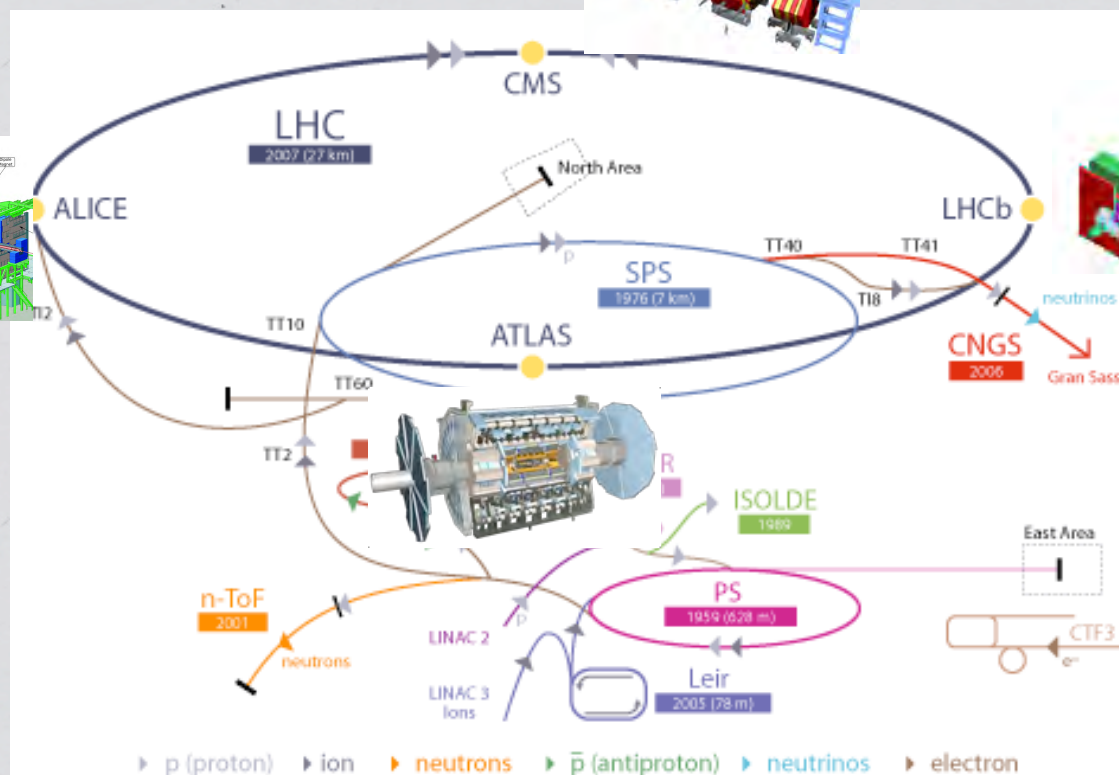 CMS
LHC
2007 (27 km)
North Area
ALICE
LHCb
TT40
TT41
p
SPS
1976 (7 km)
TI8
neutrinos
TI2
TT10
ATLAS
CNGS
2006
Gran Sass
TT60
TT2
R
ISOLDE
1989
East Area
n-ToF
2001
PS
1959 (628 m)
p
LINAC 2
CTF3
neutrons
e-
LINAC 3
Ions
Leir
2005 (78 m)
p (proton)
ion
neutrons
p̅ (antiproton)
neutrinos
electron